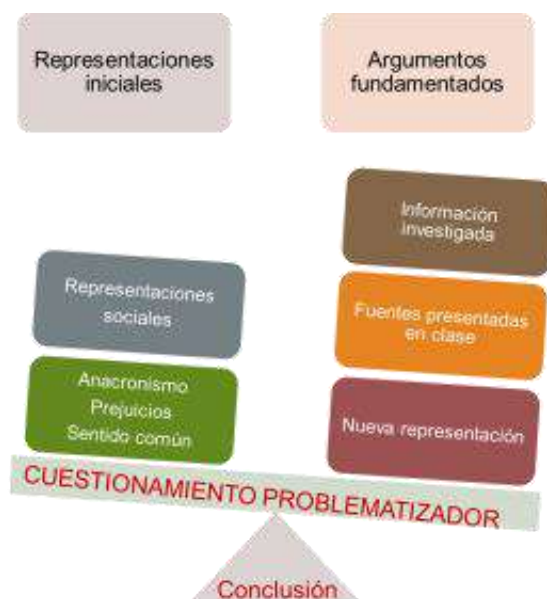 Representaciones
iniciales
Argumentos
fundamentados
Información
investigada
Representaciones
sociales
Fuentes presentadas
en clase
Anacronismo
Prejuicios
Sentido común
Nueva representación
CUESTIONAMIENTO PROBLEMATIZADOR
Conclusión